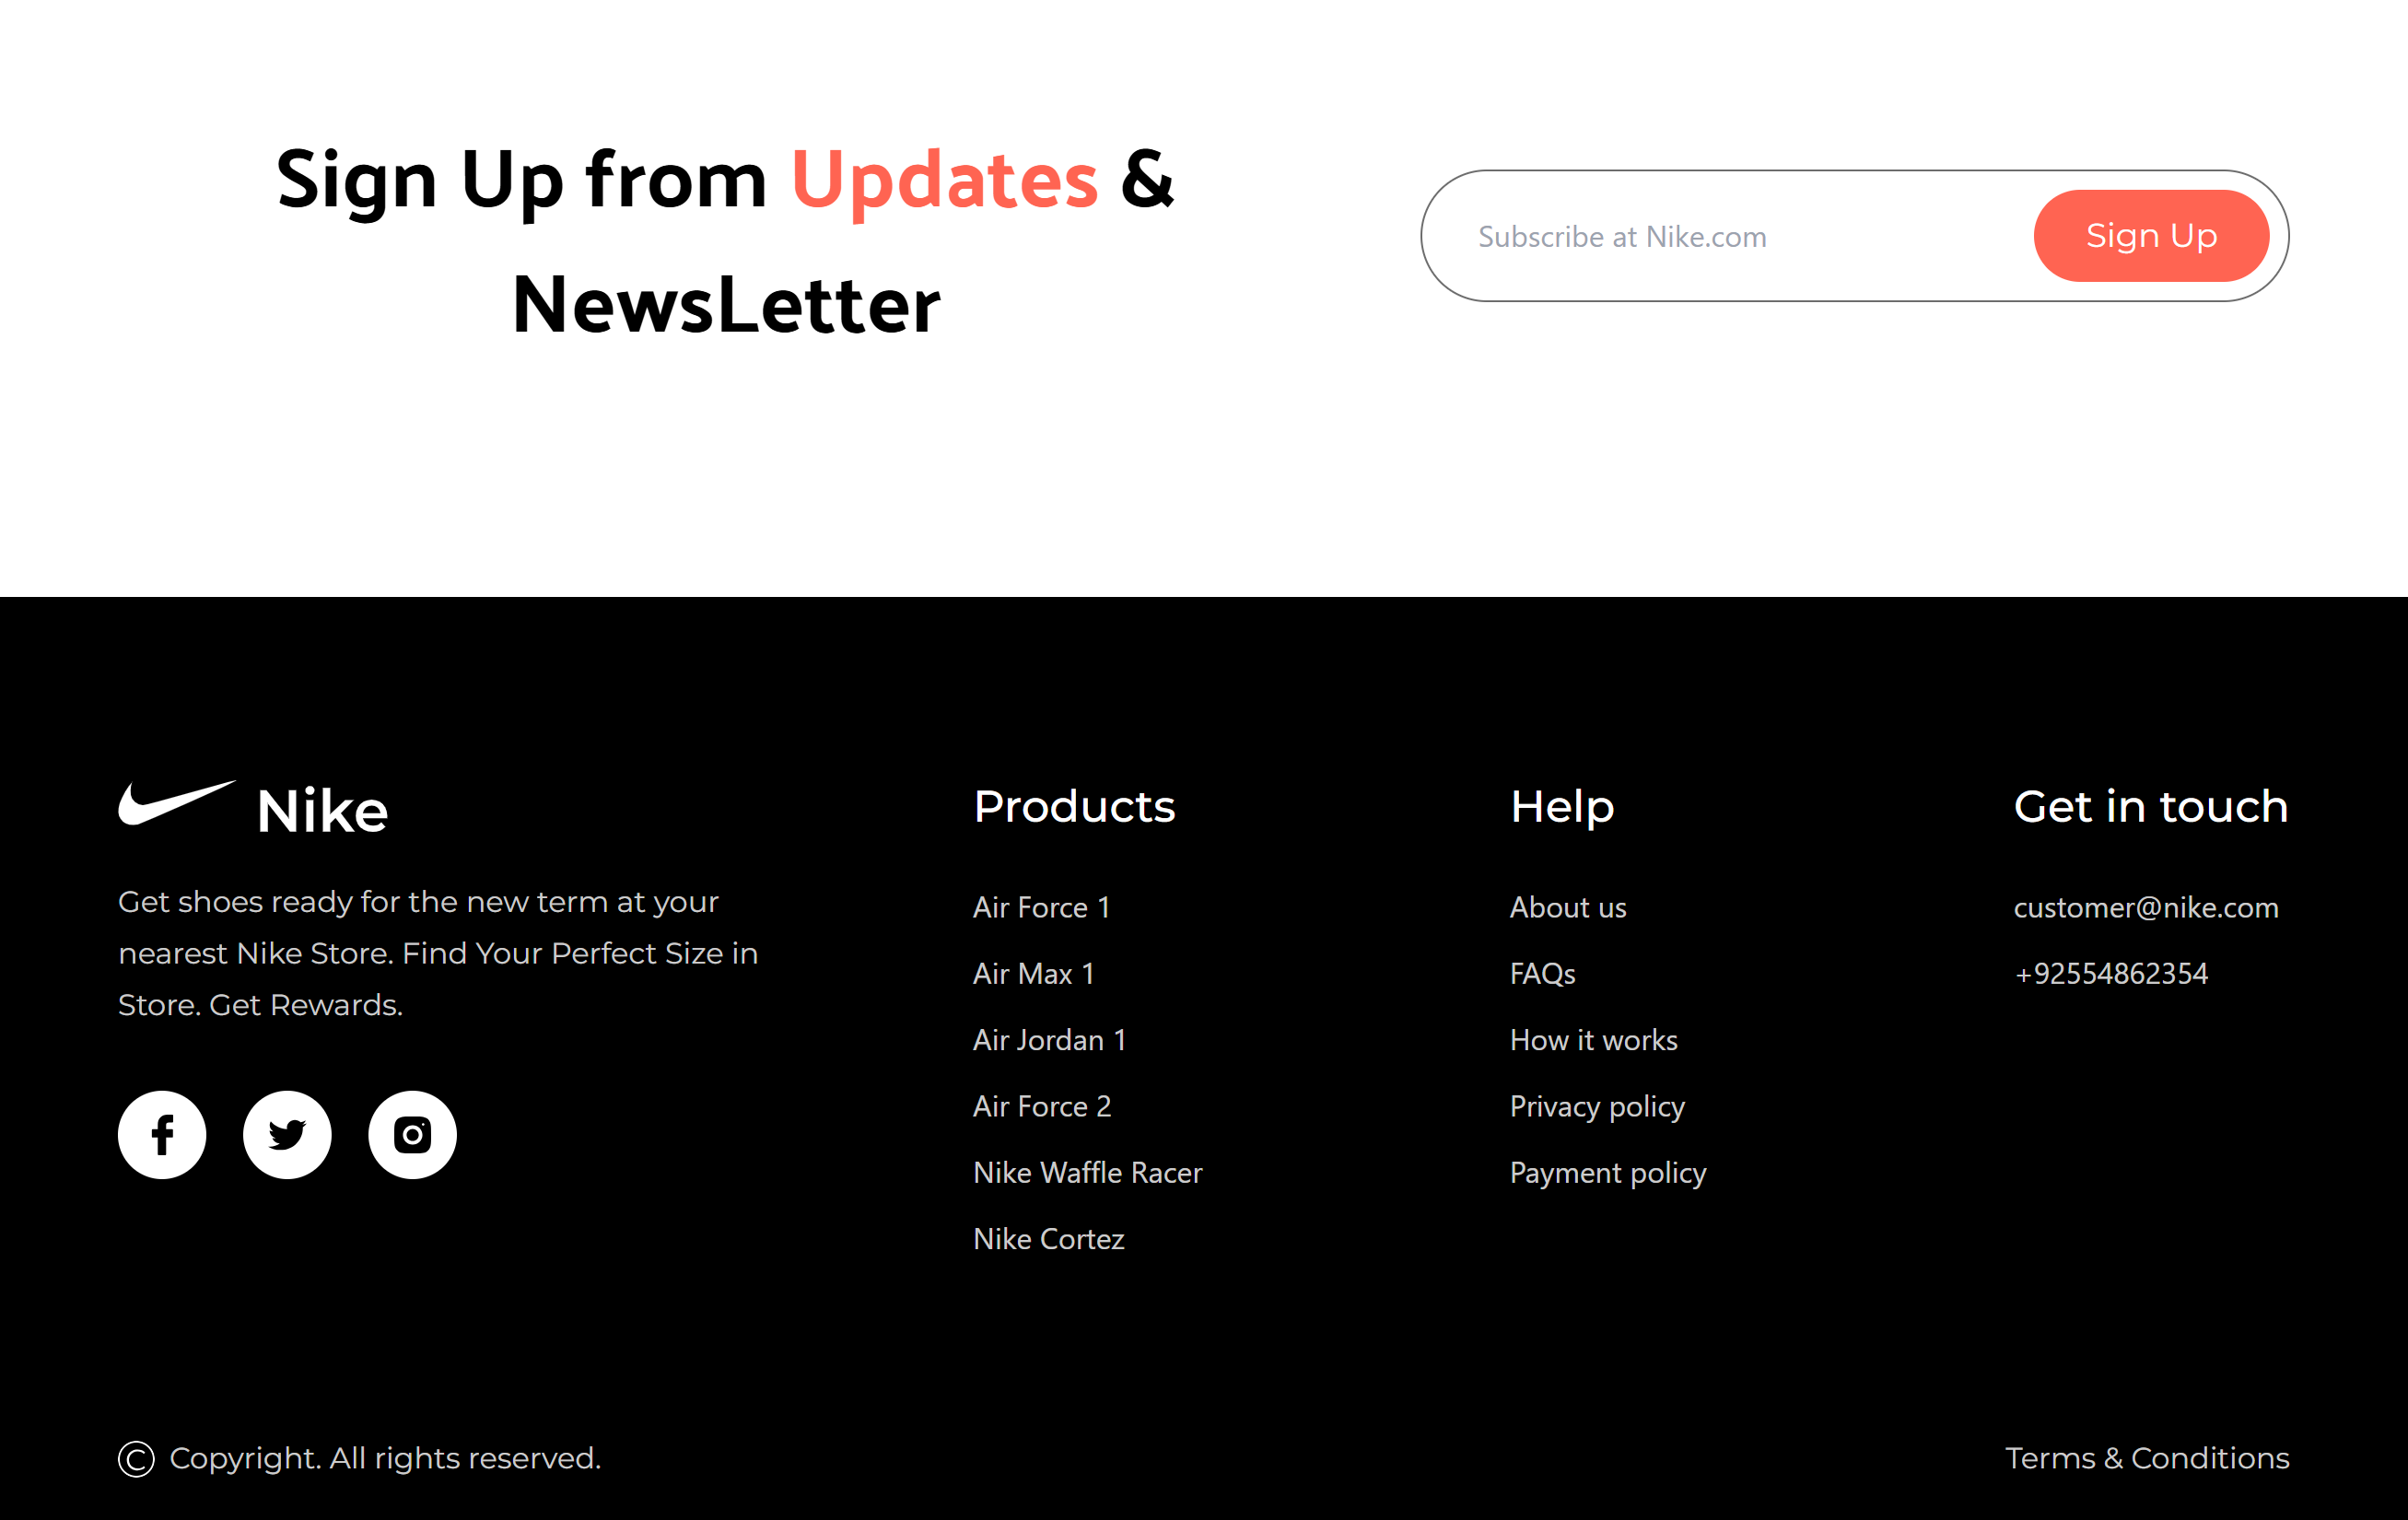 Sign Up from Updates &
NewsLetter
Subscribe at Nike.com
Sign Up
Nike
Get shoes ready for the new term at your
nearest Nike Store. Find Your Perfect Size in
Store. Get Rewards.
Products
Air Force 1
Air Max 1
Air Jordan 1
Air Force 2
Nike Waffle Racer
Nike Cortez
Help
About us
FAQs
How it works
Privacy policy
Payment policy
Get in touch
customer@nike.com
+92554862354
© Copyright. All rights reserved.
Terms & Conditions